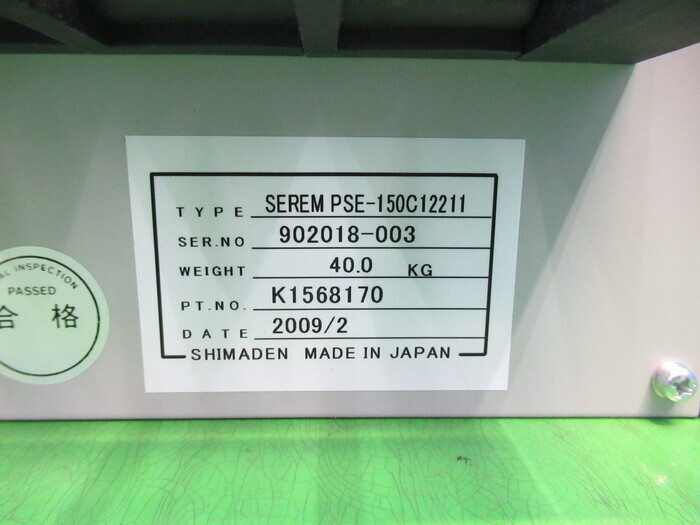 TYPE SEREM PSE-150C12211
SER.NO 902018-003
WEIGHT 40.0 KG
PT.NO. K1568170
DATE 2009/2
SHIMADEN MADE IN JAPAN
INSPECTION
PASSED
合格